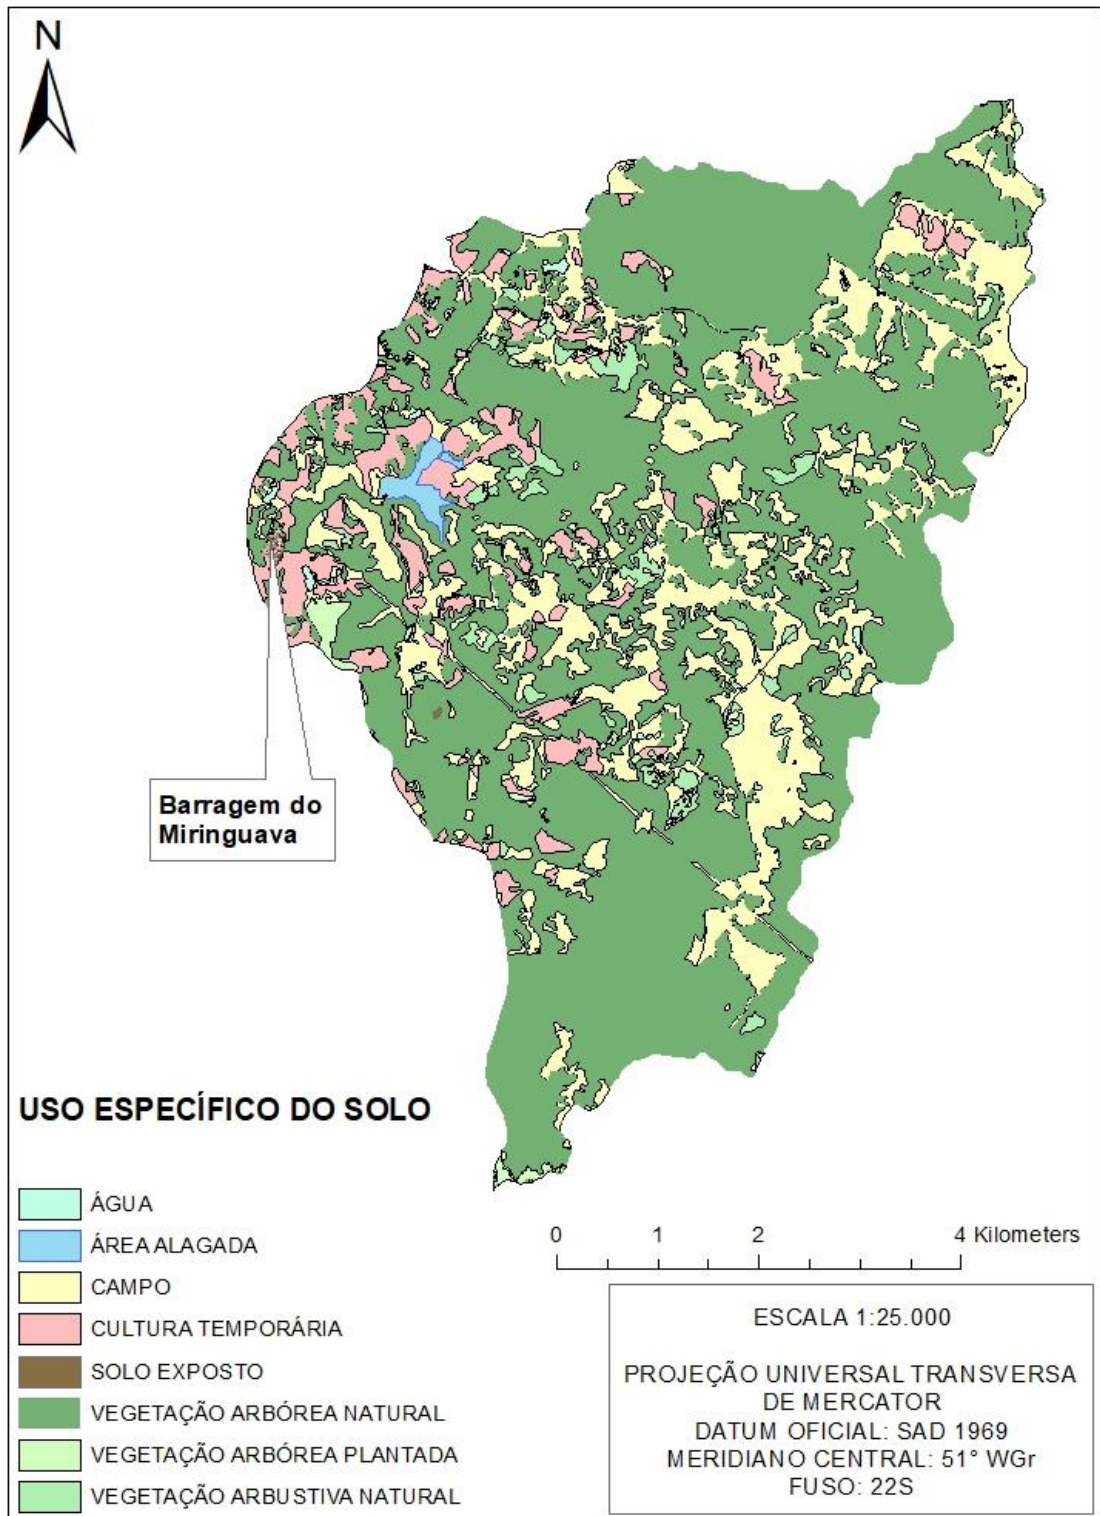 N
Barragem do
Miringuava
USO ESPECÍFICO DO SOLO
ÁGUA
ÁREA ALAGADA
CAMPO
CULTURA TEMPORÁRIA
SOLO EXPOSTO
VEGETAÇÃO ARBÓREA NATURAL
VEGETAÇÃO ARBÓREA PLANTADA
VEGETAÇÃO ARBUSTIVA NATURAL
0 1 2 4 Kilometers
ESCALA 1:25.000
PROJEÇÃO UNIVERSAL TRANSVERSA
DE MERCATOR
DATUM OFICIAL: SAD 1969
MERIDIANO CENTRAL: 51° WGr
FUSO: 22S